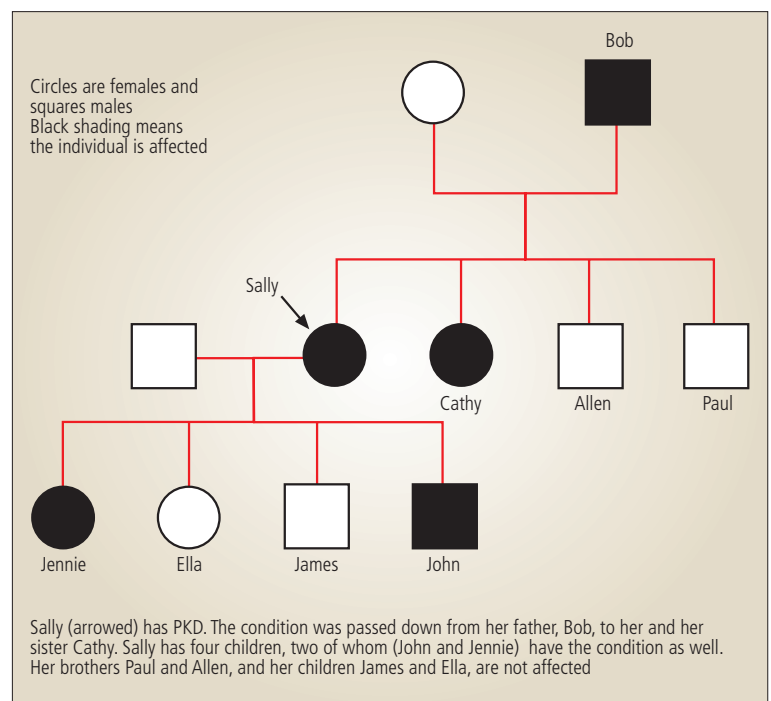 Bob
Circles are females and
squares males
Black shading means
the individual is affected
Sally
Cathy
Allen
Paul
Jennie
Ella
James
John
Sally (arrowed) has PKD. The condition was passed down from her father, Bob, to her and her
sister Cathy. Sally has four children, two of whom (John and Jennie)  have the condition as well.
Her brothers Paul and Allen, and her children James and Ella, are not affected